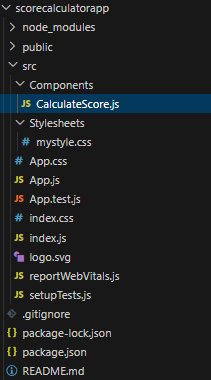 scorecalculatorapp
node_modules
public
src
Components
JS CalculateScore.js
Stylesheets
# mystyle.css
# App.css
JS App.js
JS App.test.js
# index.css
JS index.js
logo.svg
JS reportWebVitals.js
JS setupTests.js
.gitignore
{} package-lock.json
{} package.json
README.md